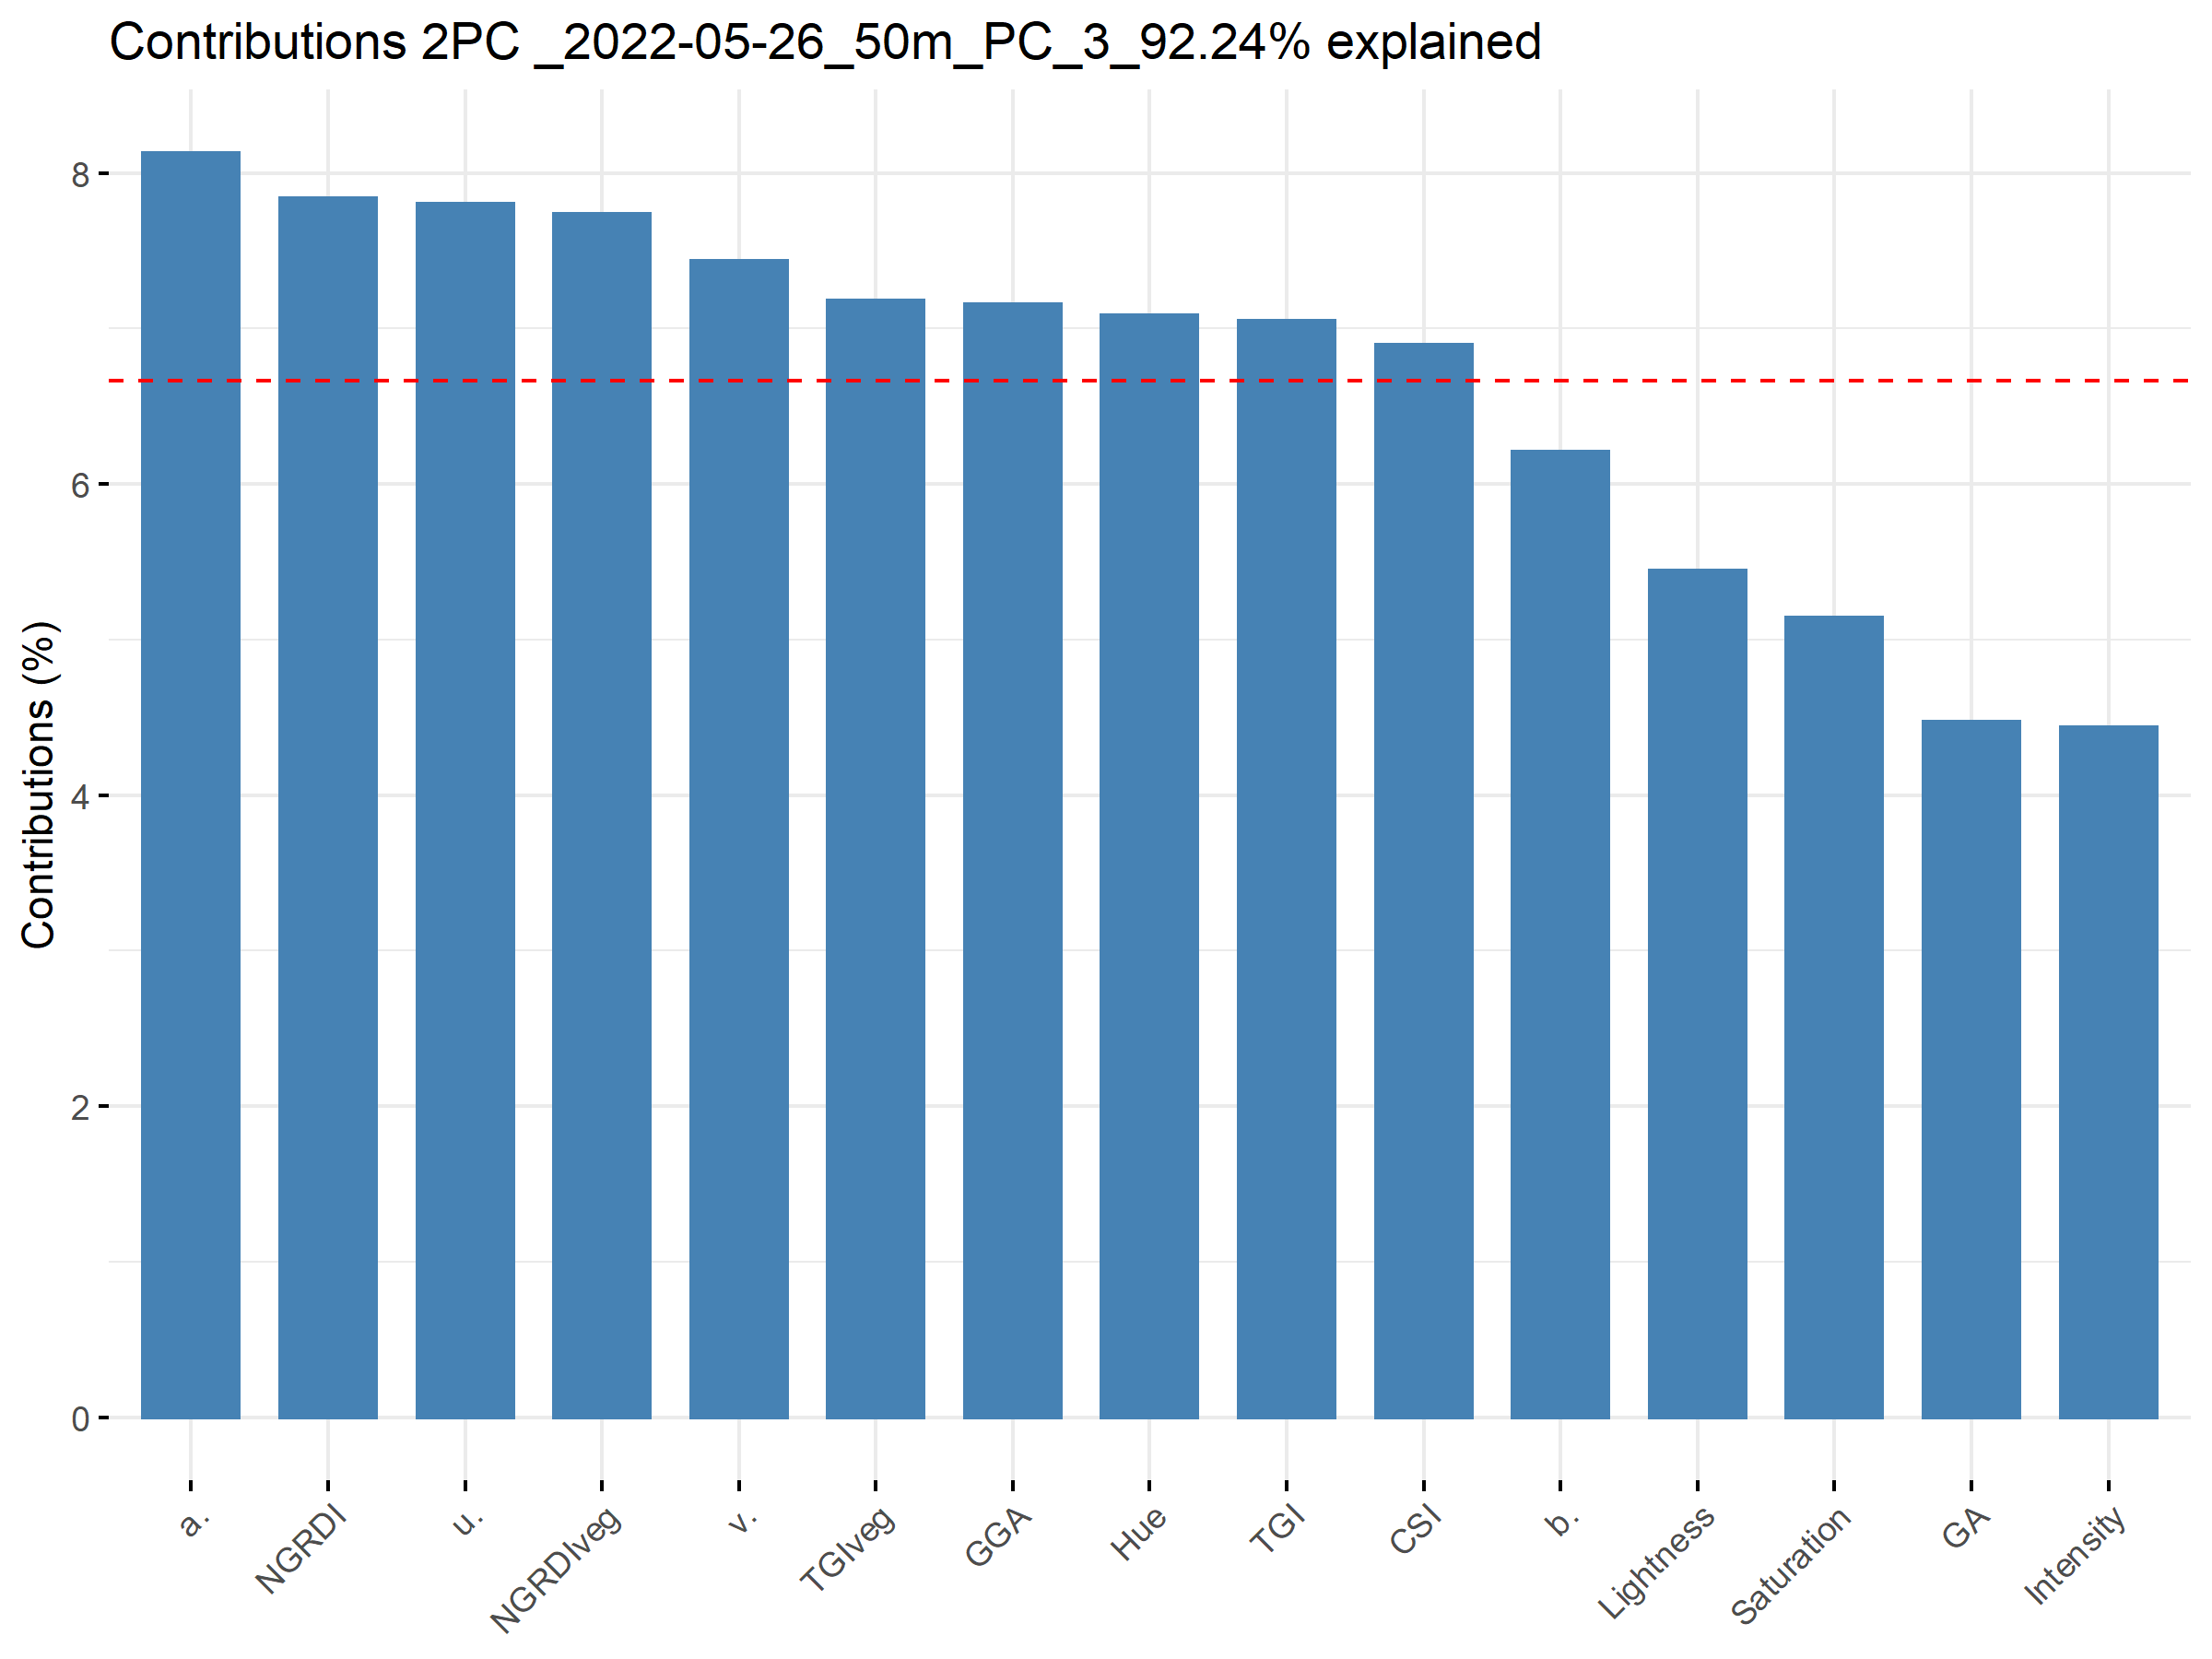 Contributions 2PC _2022-05-26_50m_PC_3_92.24% explained
Contributions (%)
8
6
4
2
0
a.
NGRDI
u.
NGRDIveg
v.
TGIveg
GGA
Hue
TGI
CSI
b.
Lightness
Saturation
GA
Intensity